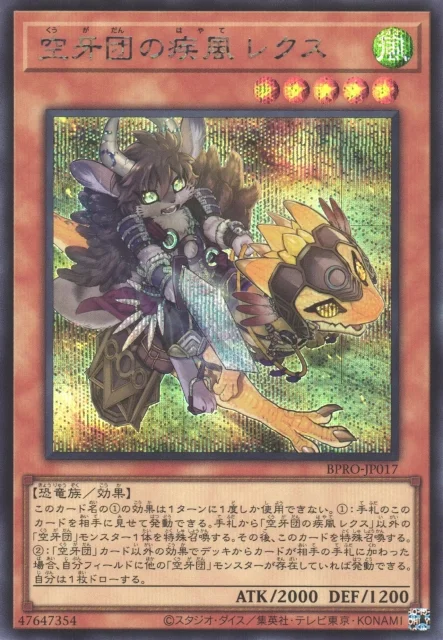 くうがだん はやて
空牙団の疾風レクス
風
BPRO-JP017
【恐竜族／効果】
このカード名の①の効果は1ターンに1度しか使用できない。①：手札のこの
カードを相手に見せて発動できる。手札から「空牙団の疾風 レクス」以外の
「空牙団」モンスター1体を特殊召喚する。その後、このカードを特殊召喚する。
②：「空牙団」カード以外の効果でデッキからカードが相手の手札に加わった
場合、自分フィールドに他の「空牙団」モンスターが存在していれば発動できる。
自分は1枚ドローする。
ATK/2000 DEF/1200
47647354
©スタジオ・ダイス／集英社・テレビ東京・KONAMI